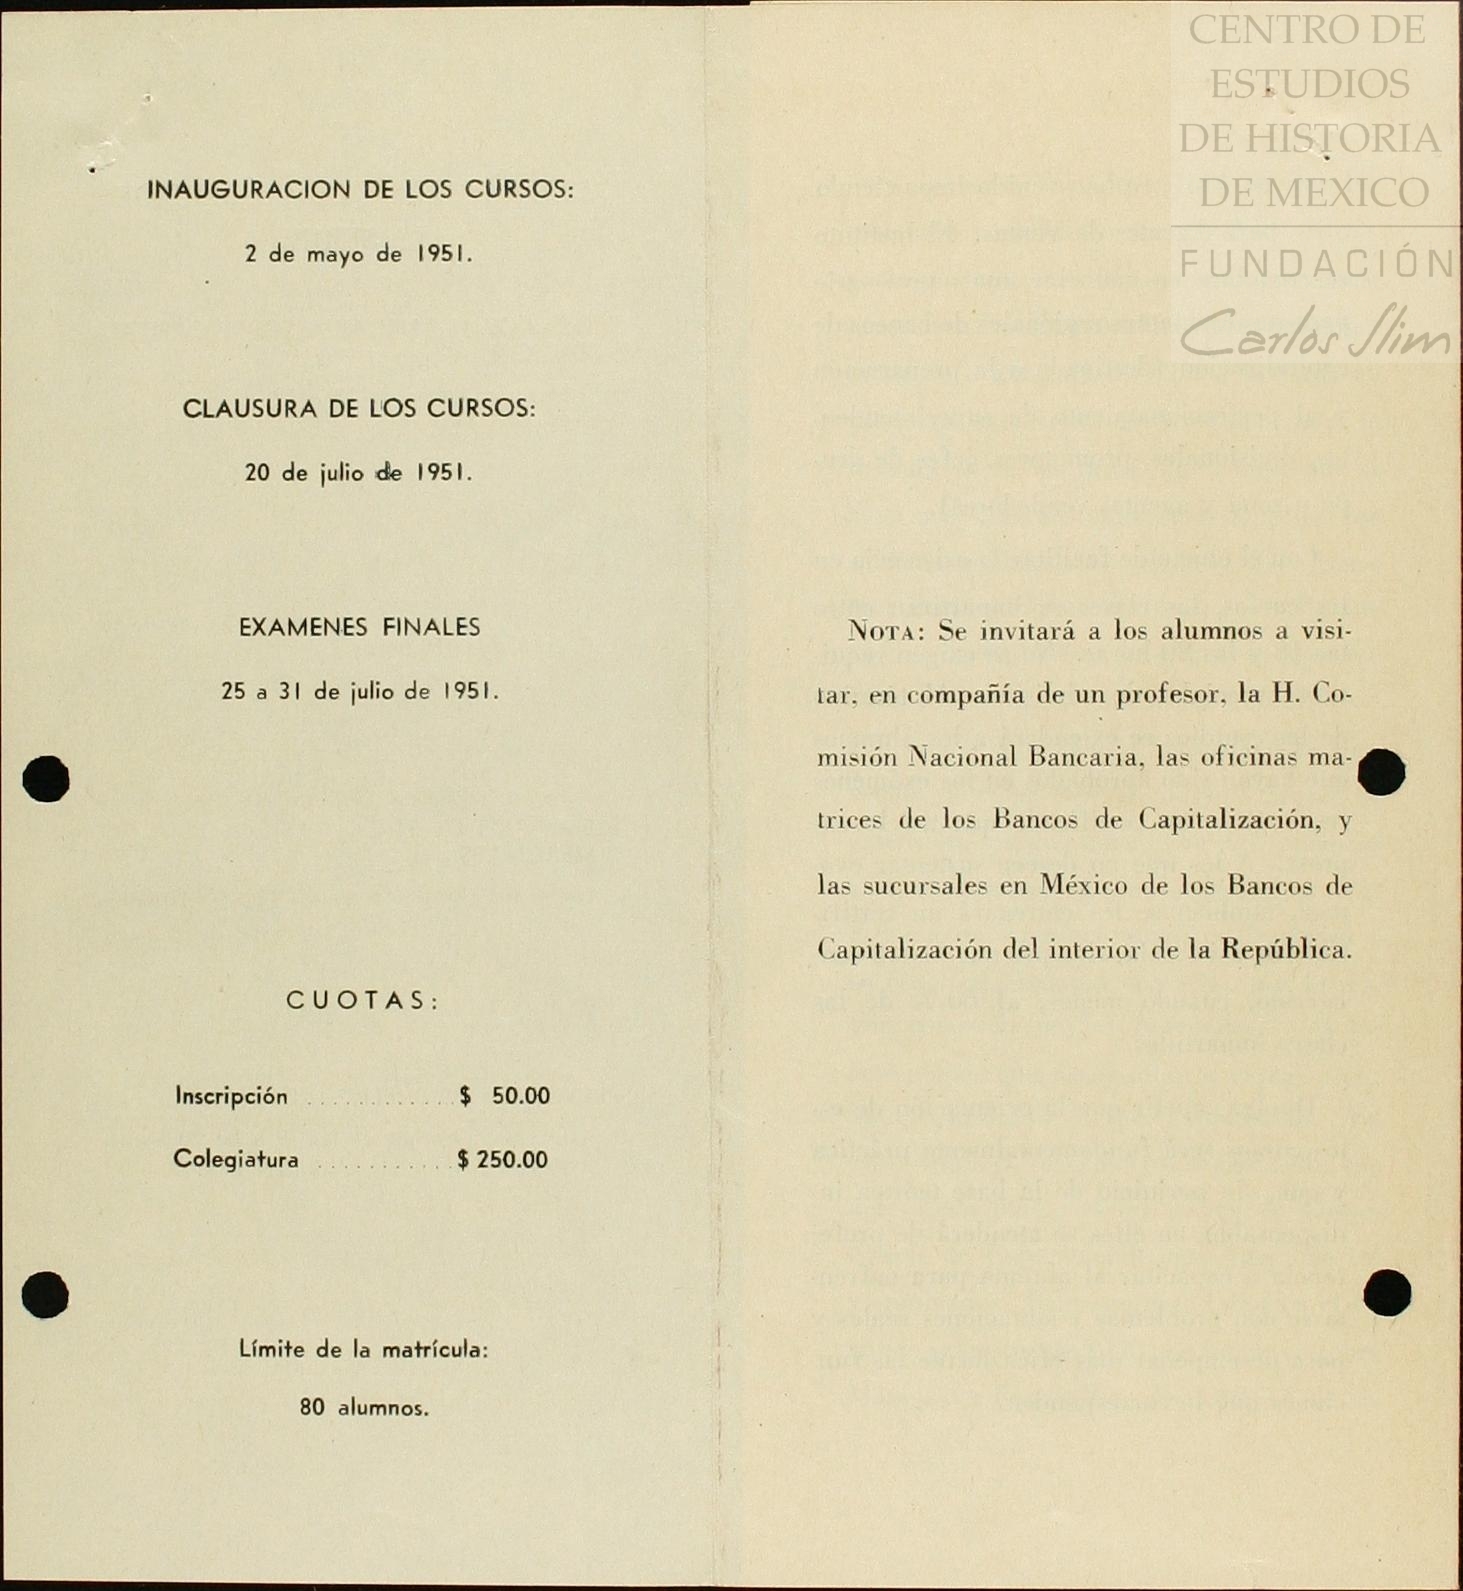 INAUGURACION DE LOS CURSOS:
2 de mayo de 1951.
CLAUSURA DE LOS CURSOS:
20 de julio de 1951.
EXAMENES FINALES
25 a 31 de julio de 1951.
CUOTAS:
Inscripción ............ $ 50.00
Colegiatura ........... $ 250.00
Límite de la matrícula:
80 alumnos.
CENTRO DE
ESTUDIOS
DE HISTORIA
DE MEXICO
FUNDACIÓN
Carlos Slim
NOTA: Se invitará a los alumnos a visi-
tar, en compañía de un profesor, la H. Co-
misión Nacional Bancaria, las oficinas ma-
trices de los Bancos de Capitalización, y
las sucursales en México de los Bancos de
Capitalización del interior de la República.